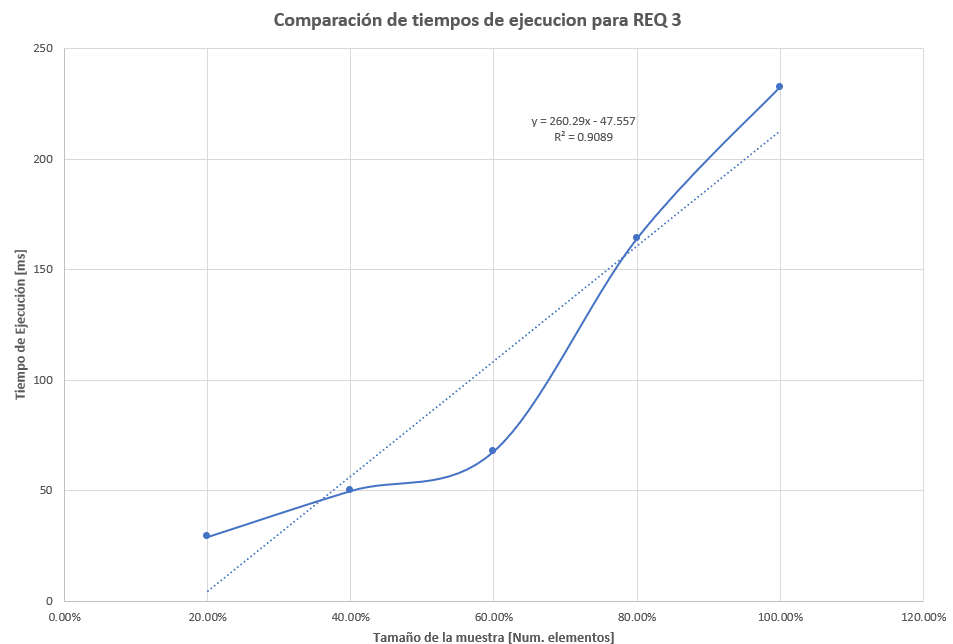 Comparación de tiempos de ejecucion para REQ 3
250
200
150
100
50
0
y = 260.29x - 47.557
R² = 0.9089
Tiempo de Ejecución [ms]
0.00% 20.00% 40.00% 60.00% 80.00% 100.00% 120.00%
Tamaño de la muestra [Num. elementos]